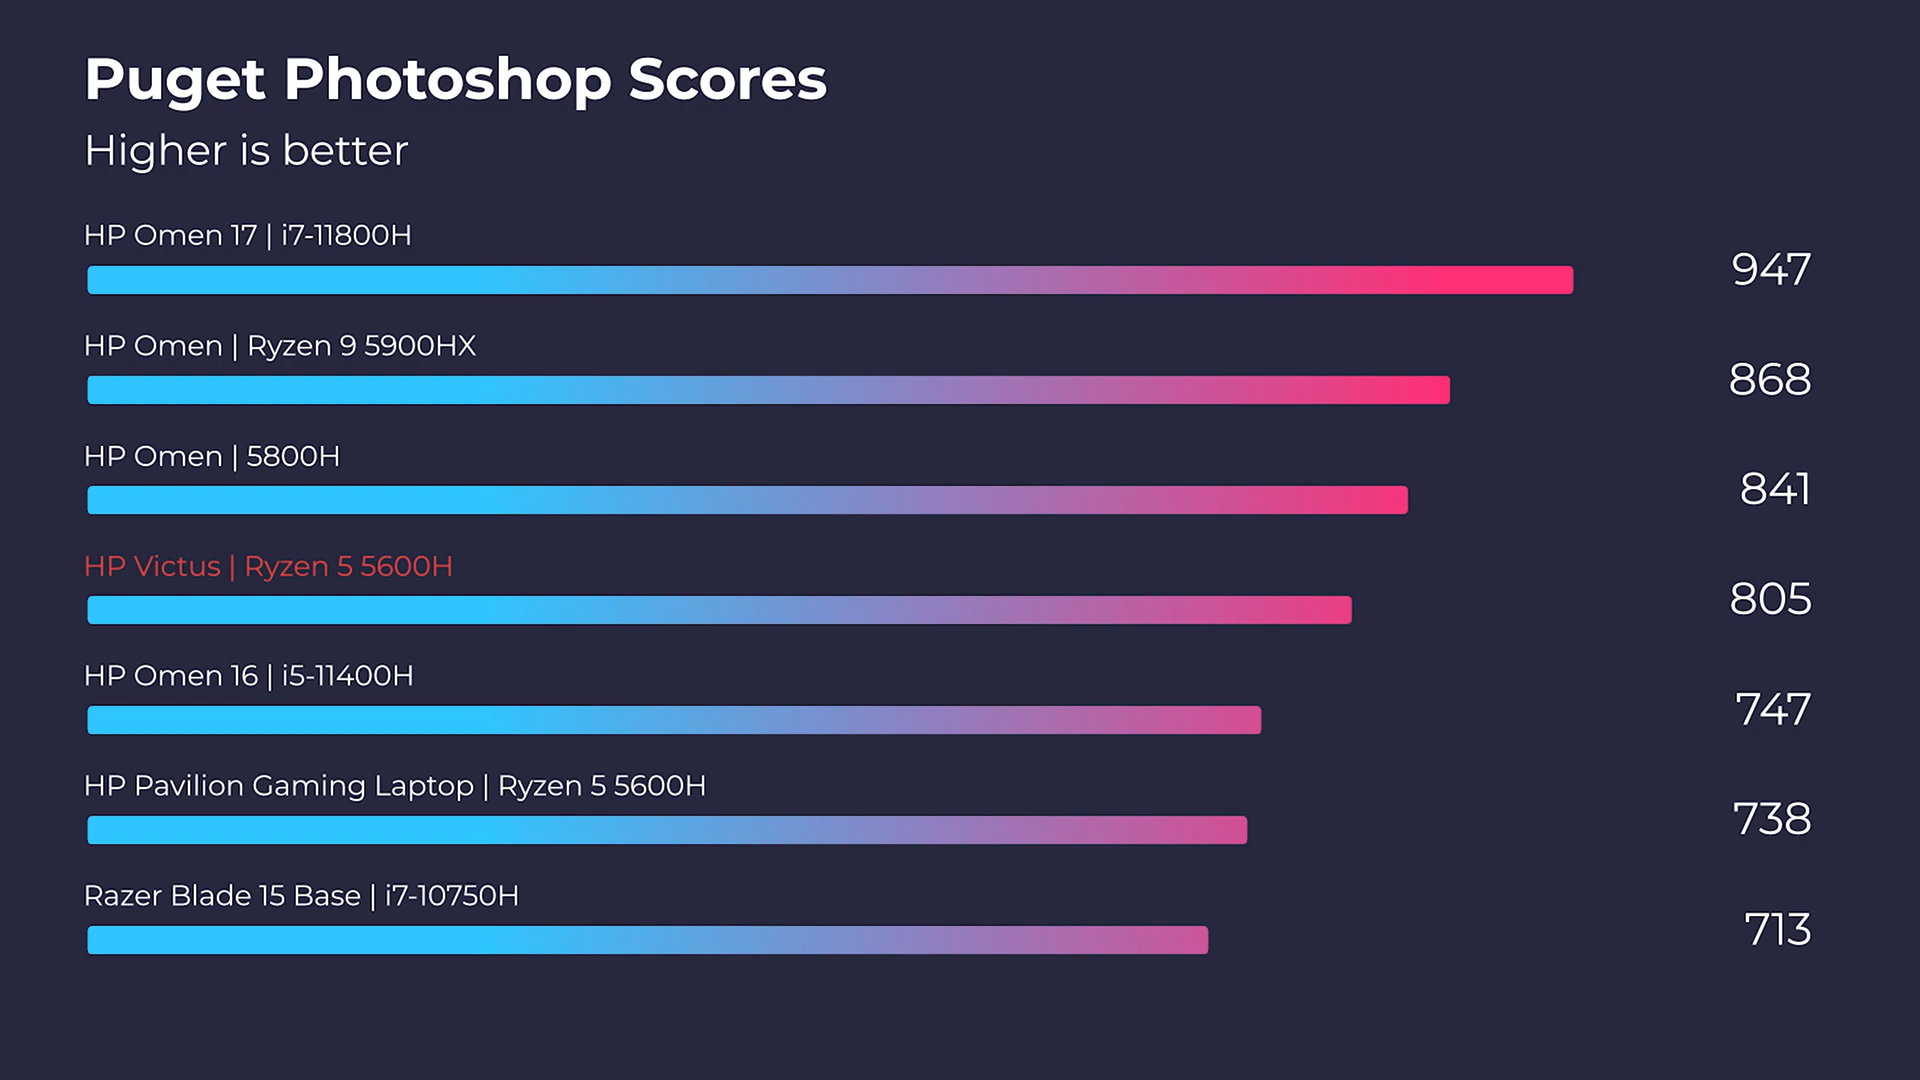 Puget Photoshop Scores
Higher is better
HP Omen 17 | i7-11800H
947
HP Omen | Ryzen 9 5900HX
868
HP Omen | 5800H
841
HP Victus | Ryzen 5 5600H
805
HP Omen 16 | i5-11400H
747
HP Pavilion Gaming Laptop | Ryzen 5 5600H
738
Razer Blade 15 Base | i7-10750H
713